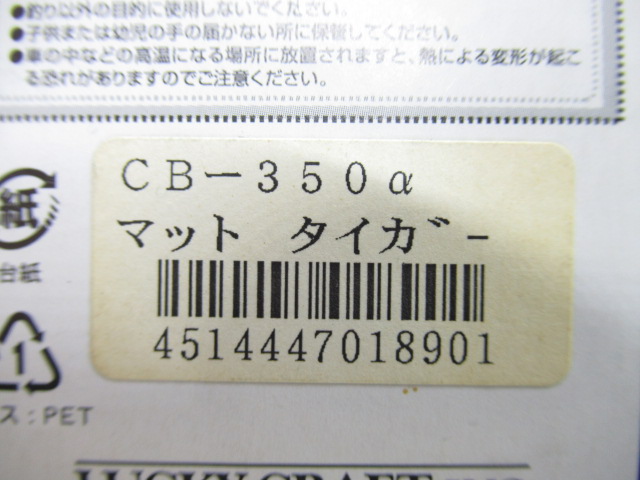 釣り以外の目的に使用しないでください。
●子供または幼児の手の届かない所に保管してください。
●車の中などの高温になる場所に放置されますと、熱による変形が起こ
る恐れがありますのでご注意ください。
CB-350α
マット タイガ゛-
4514447018901
紙
台紙
1
ス:PET
LUCKY CRAFT